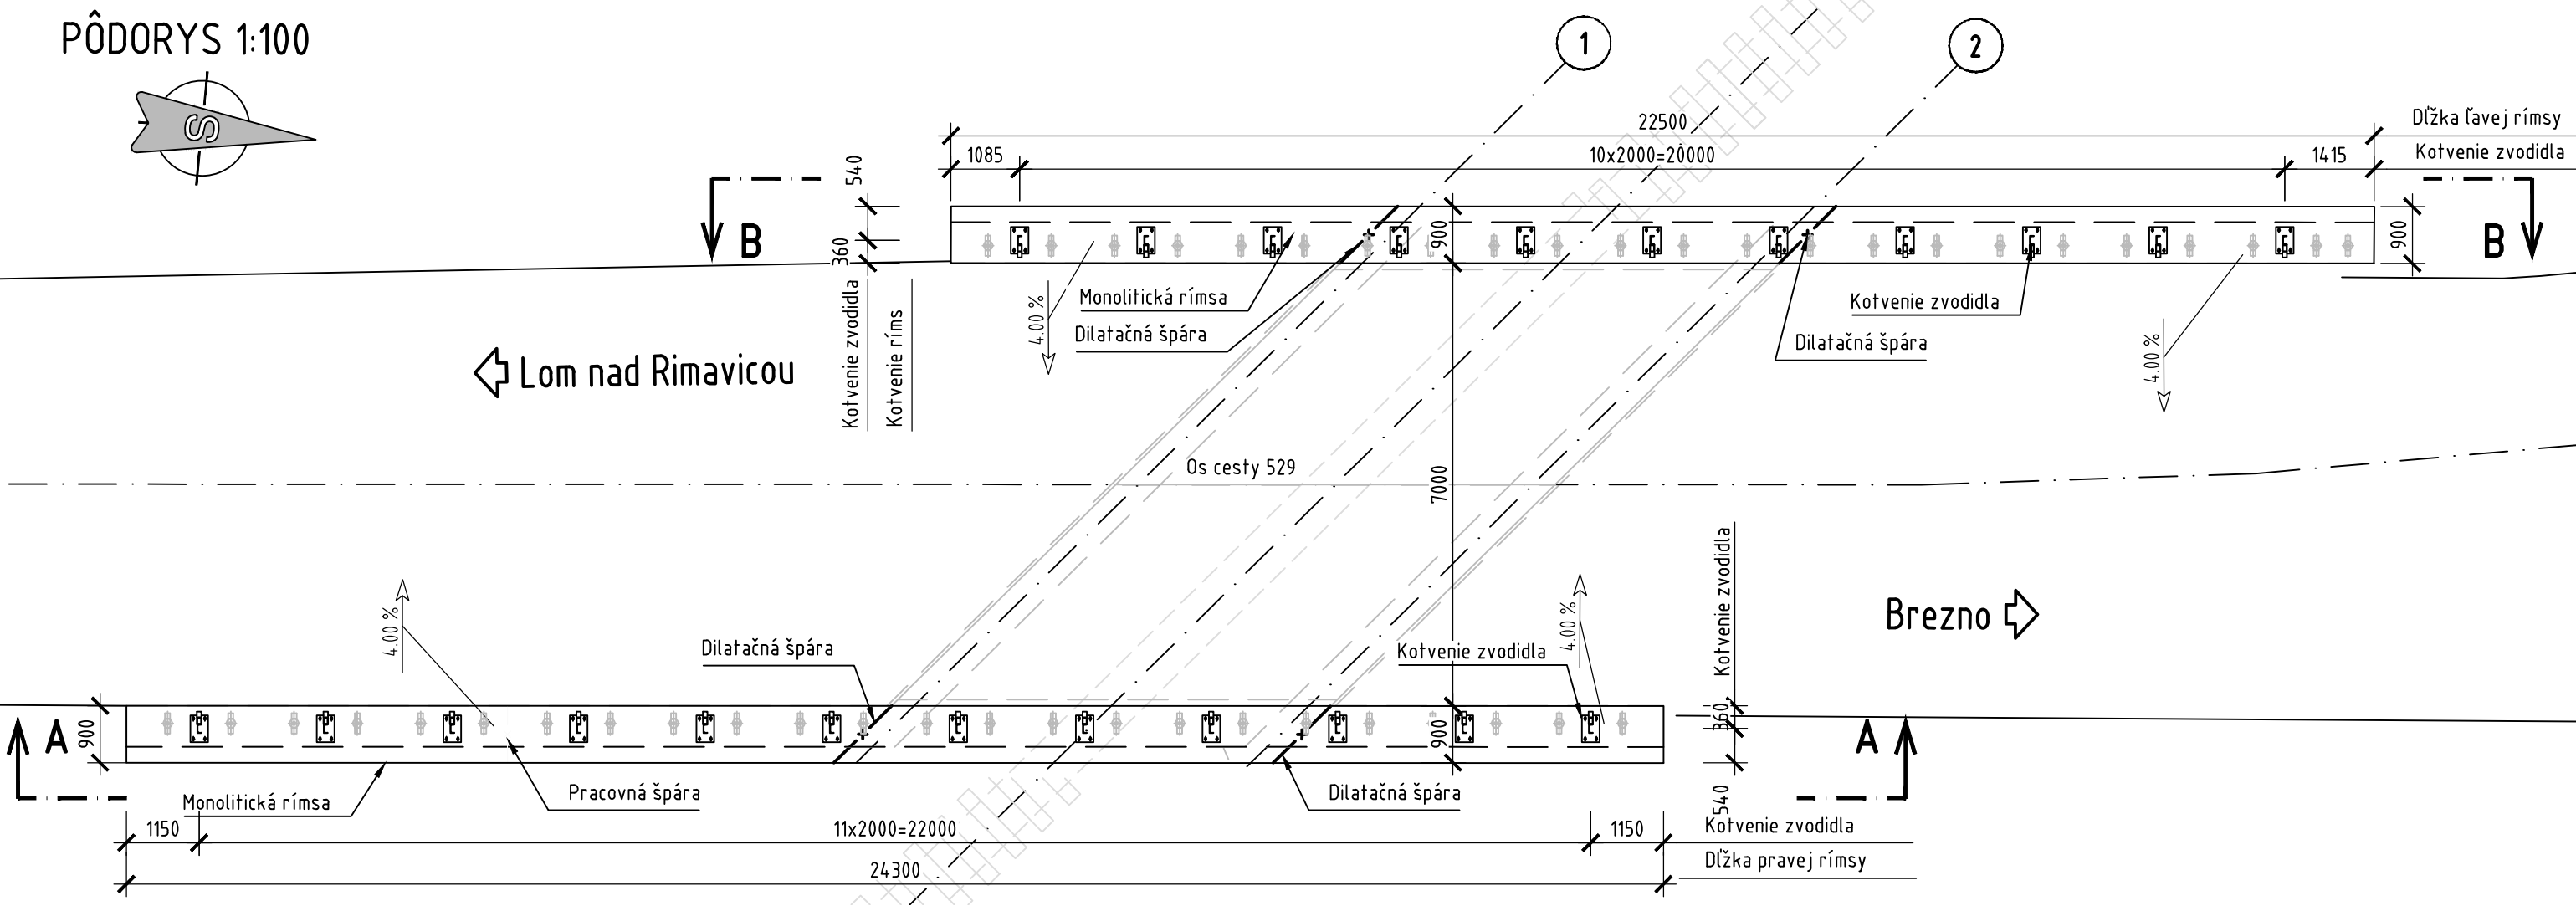 PÔDORYS 1:100
S
1
2
22500
Dĺžka ľavej rímsy
1085
10x2000=20000
1415
Kotvenie zvodidla
540
360
900
900
B
B
Monolitická rímsa
Dilatačná špára
4.00 %
Kotvenie zvodidla
Dilatačná špára
4.00 %
Kotvenie zvodidla
Kotvenie ríms
Lom nad Rimavicou
Os cesty 529
7000
Brezno
Kotvenie zvodidla
4.00 %
Dilatačná špára
Kotvenie zvodidla
4.00 %
A
900
900
360
A
540
Monolitická rímsa
Pracovná špára
Dilatačná špára
1150
11x2000=22000
1150
Kotvenie zvodidla
24300
Dĺžka pravej rímsy